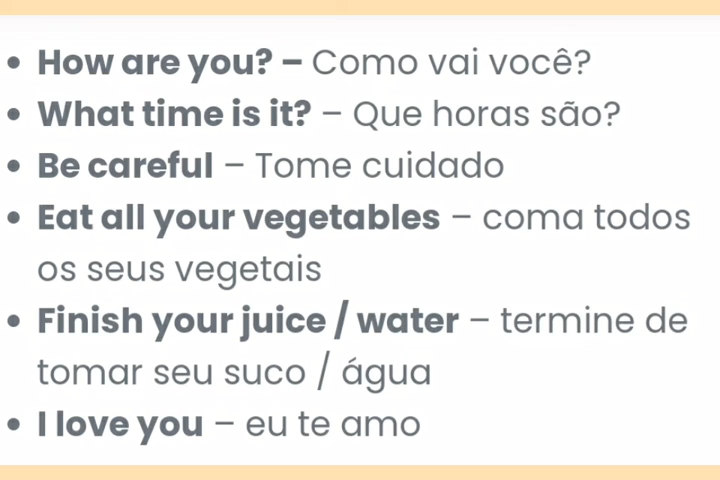 • How are you? – Como vai você?
• What time is it? – Que horas são?
• Be careful – Tome cuidado
• Eat all your vegetables – coma todos
os seus vegetais
• Finish your juice / water – termine de
tomar seu suco / água
• I love you – eu te amo